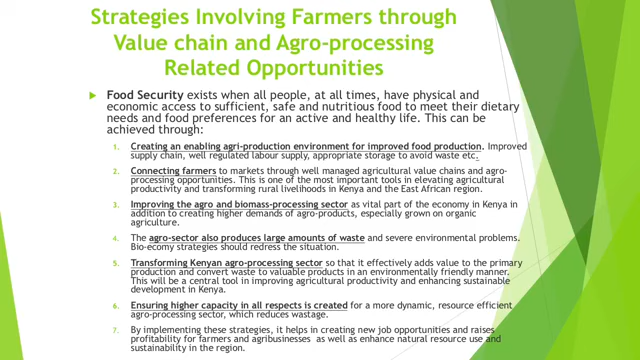 Strategies Involving Farmers through
Value chain and Agro-processing
Related Opportunities
Food Security exists when all people, at all times, have physical and
economic access to sufficient, safe and nutritious food to meet their dietary
needs and food preferences for an active and healthy life. This can be
achieved through:
1. Creating an enabling agri-production environment for improved food production. Improved
supply chain, well regulated labour supply, appropriate storage to avoid waste etc.
2. Connecting farmers to markets through well managed agricultural value chains and agro-
processing opportunities. This is one of the most important tools in elevating agricultural
productivity and transforming rural livelihoods in Kenya and the East African region.
3. Improving the agro and biomass-processing sector as vital part of the economy in Kenya in
addition to creating higher demands of agro-products, especially grown on organic
agriculture.
4. The agro-sector also produces large amounts of waste and severe environmental problems.
Bio-ecomy strategies should redress the situation.
5. Transforming Kenyan agro-processing sector so that it effectively adds value to the primary
production and convert waste to valuable products in an environmentally friendly manner.
This will be a central tool in improving agricultural productivity and enhancing sustainable
development in Kenya.
6. Ensuring higher capacity in all respects is created for a more dynamic, resource efficient
agro-processing sector, which reduces wastage.
7. By implementing these strategies, it helps in creating new job opportunities and raises
profitability for farmers and agribusinesses as well as enhance natural resource use and
sustainability in the region.